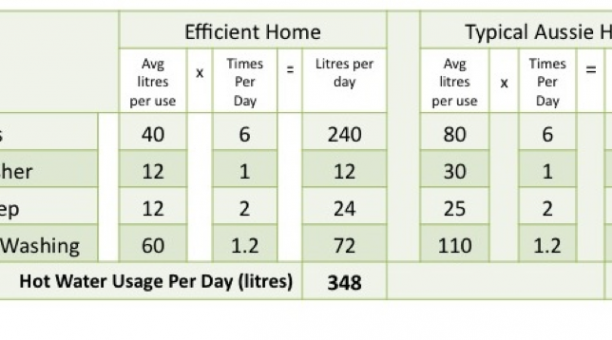 Efficient Home Typical Aussie H
Avg litres per use x Times Per Day = Litres per day Avg litres per use x Times Per Day =
s 40 6 240 80 6
her 12 1 12 30 1
ep 12 2 24 25 2
Washing 60 1.2 72 110 1.2
Hot Water Usage Per Day (litres) 348